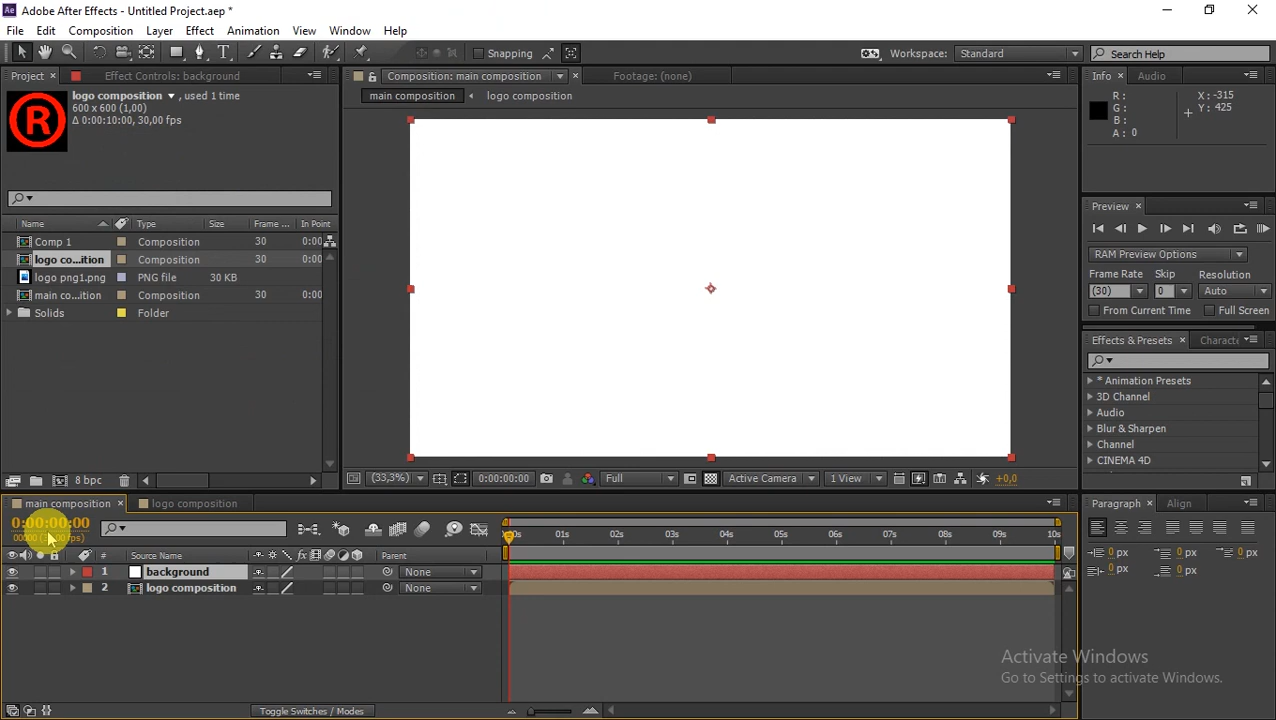 Adobe After Effects - Untitled Project.aep *
File Edit Composition Layer Effect Animation View Window Help
Snapping Workspace: Standard Search Help
Project Effect Controls: background Composition: main composition Footage: (none) Info Audio
logo composition , used 1 time
600 x 600 (1,00)
Δ 0:00:10:00, 30,00 fps
main composition logo composition
R: X: -315
G: Y: 425
B:
A: 0
R
Preview
Name Type Size Frame ... In Point
Comp 1 Composition 30 0:00
logo co...ition Composition 30 0:00
logo png1.png PNG file 30 KB
main co...ition Composition 30 0:00
Solids Folder
RAM Preview Options
Frame Rate Skip Resolution
(30) 0 Auto
From Current Time Full Screen
Effects & Presets Characte
* Animation Presets
3D Channel
Audio
Blur & Sharpen
Channel
CINEMA 4D
8 bpc (33,3%) 0:00:00:00 Full Active Camera 1 View +0,0
main composition logo composition Paragraph Align
0:00:00:00
01s 02s 03s 04s 05s 06s 07s 08s 09s 10s
# Source Name Parent
1 background None
2 logo composition None
0 px 0 px 0 px
0 px 0 px
Activate Windows
Go to Settings to activate Windows.
Toggle Switches / Modes